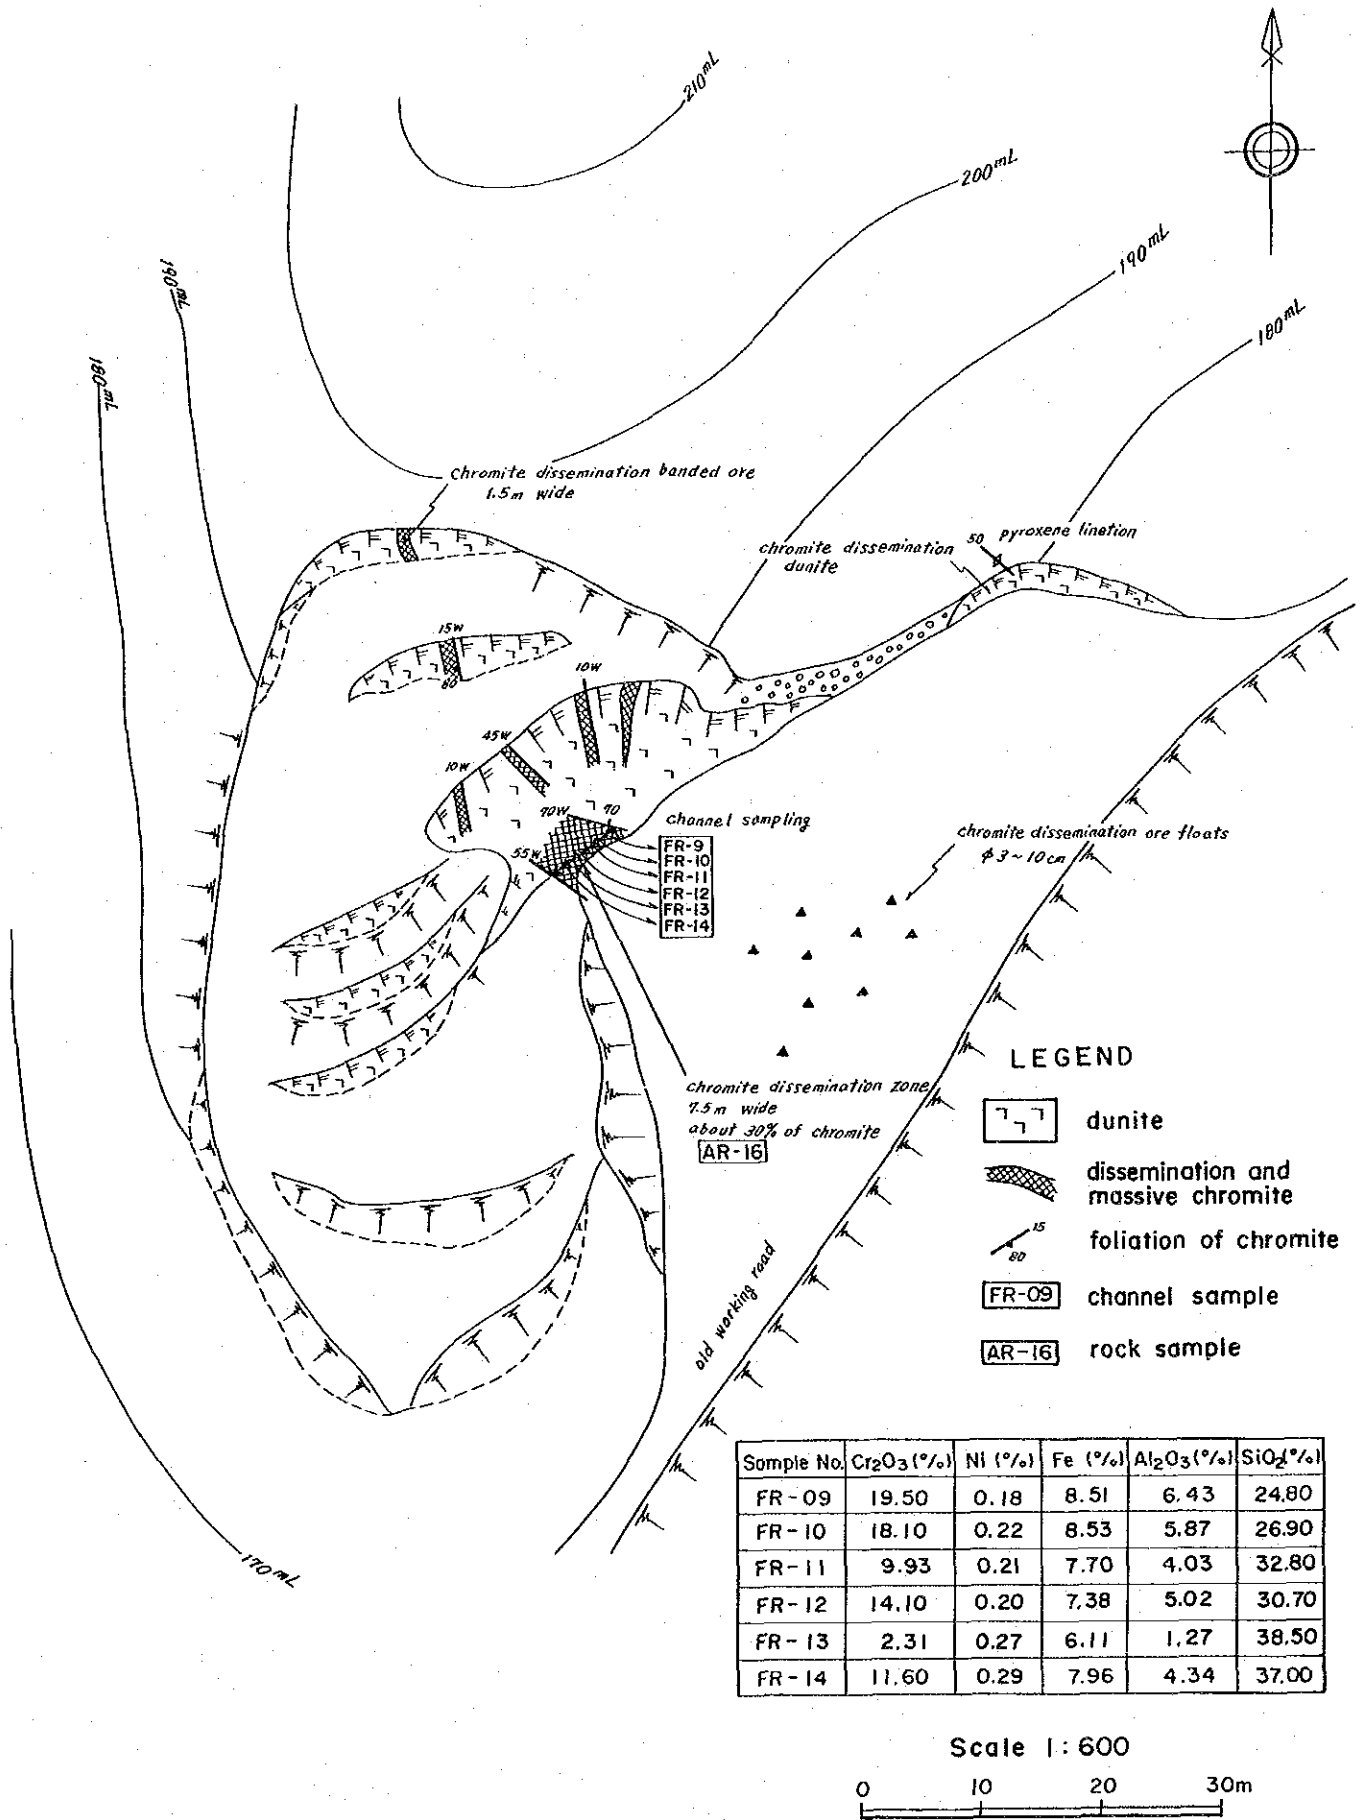 210mL
200mL
190mL
190mL
180mL
180mL
Chromite dissemination banded ore
1.5m wide
50 pyroxene lination
chromite dissemination
dunite
15W
80
10W
45W
10W
70W
70
55W
Channel sampling
FR-9
FR-10
FR-11
FR-12
FR-13
FR-14
chromite dissemination ore floats
φ 3 ~ 10cm
chromite dissemination zone
7.5m wide
about 30% of chromite
AR-16
old working road
170mL
LEGEND
dunite
dissemination and
massive chromite
15
80
foliation of chromite
FR-09 channel sample
AR-16 rock sample
Sample No. Cr₂O₃(%) Ni (%) Fe (%) Al₂O₃(%) SiO₂(%)
FR-09 19.50 0.18 8.51 6.43 24.80
FR-10 18.10 0.22 8.53 5.87 26.90
FR-11 9.93 0.21 7.70 4.03 32.80
FR-12 14.10 0.20 7.38 5.02 30.70
FR-13 2.31 0.27 6.11 1.27 38.50
FR-14 11.60 0.29 7.96 4.34 37.00
Scale 1:600
0 10 20 30m